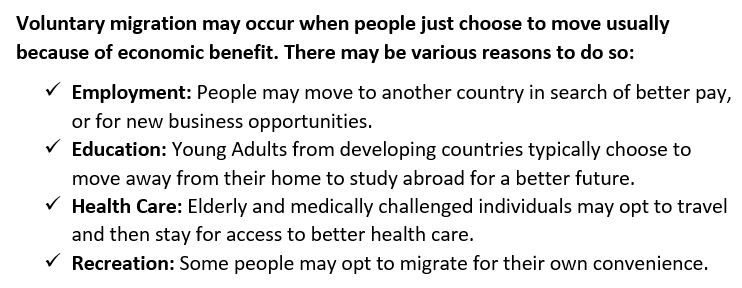 Voluntary migration may occur when people just choose to move usually
because of economic benefit. There may be various reasons to do so:
✓ Employment: People may move to another country in search of better pay,
or for new business opportunities.
✓ Education: Young Adults from developing countries typically choose to
move away from their home to study abroad for a better future.
✓ Health Care: Elderly and medically challenged individuals may opt to travel
and then stay for access to better health care.
✓ Recreation: Some people may opt to migrate for their own convenience.